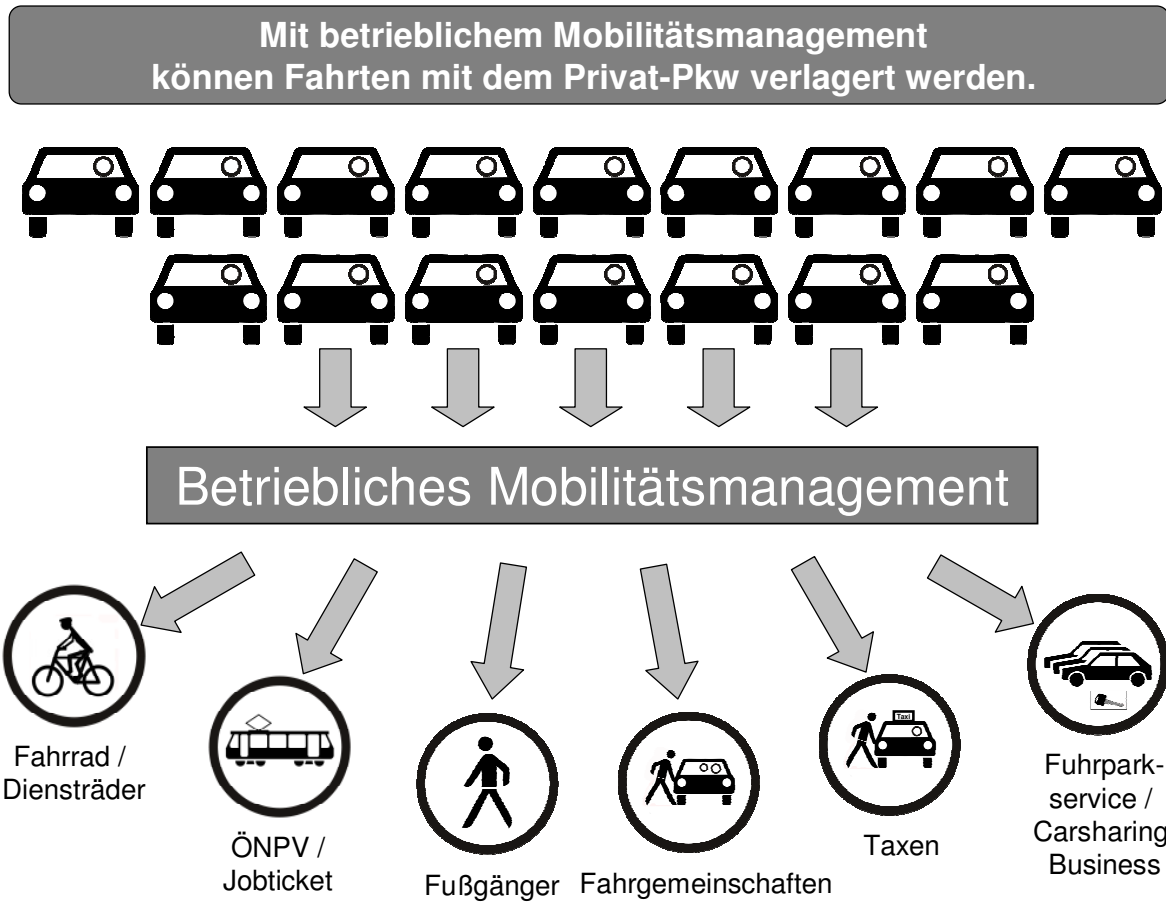 Mit betrieblichem Mobilitätsmanagement
können Fahrten mit dem Privat-Pkw verlagert werden.
Betriebliches Mobilitätsmanagement
Fahrrad /
Diensträder
ÖNPV /
Jobticket
Fußgänger
Fahrgemeinschaften
Taxi
Taxen
Fuhrpark-
service /
Carsharing
Business